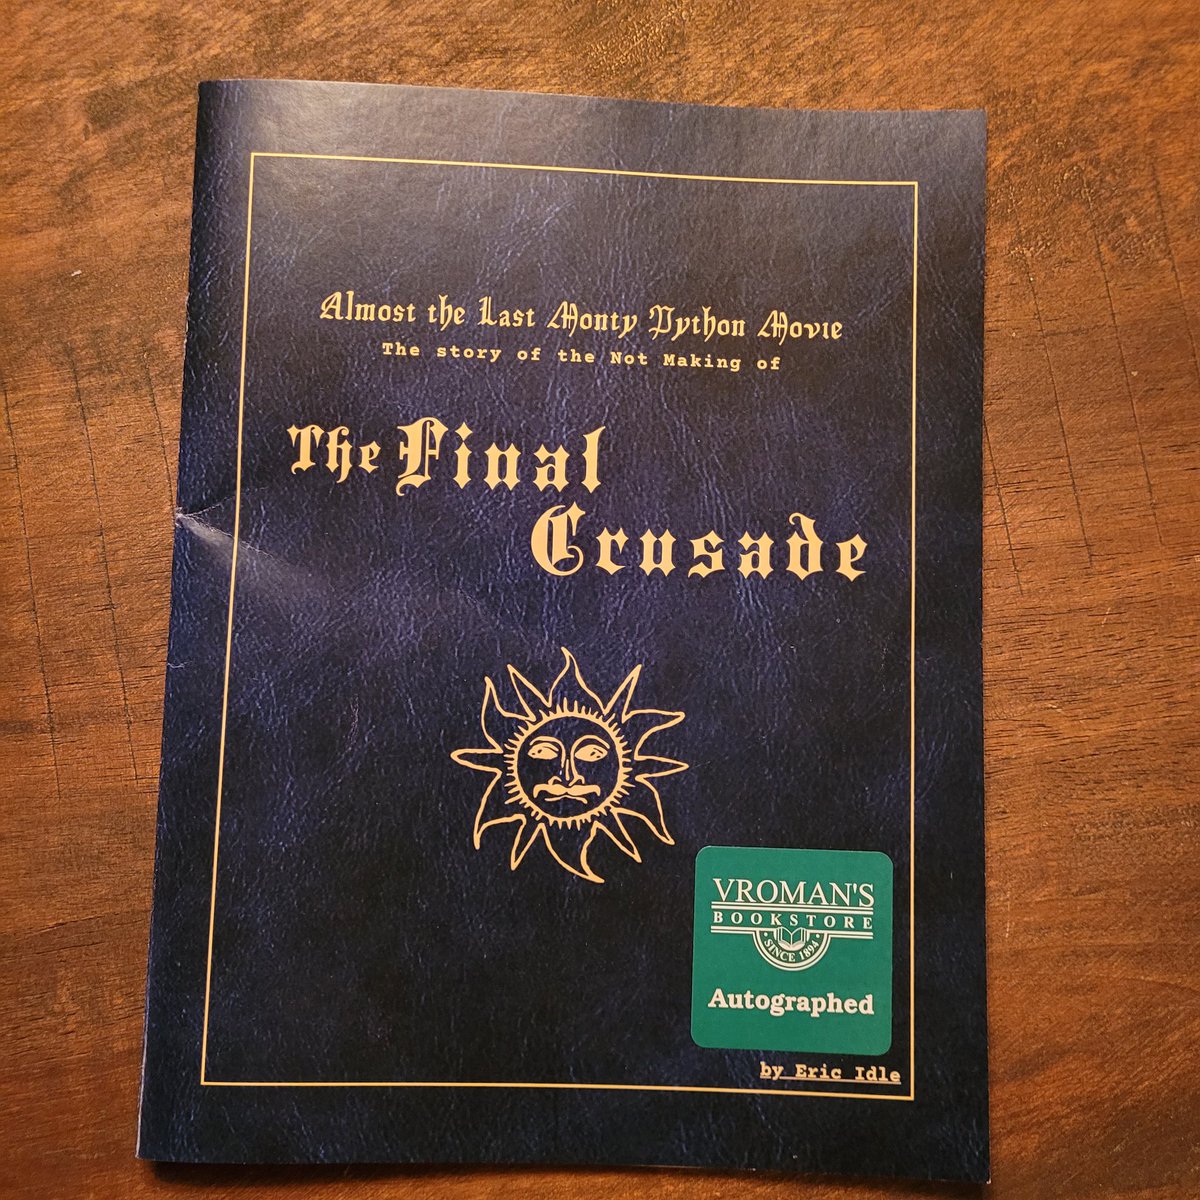 Almost the Last Monty Python Movie
The story of the Not Making of
The Final
Crusade
VROMAN'S
BOOKSTORE
SINCE 1894
Autographed
by Eric Idle